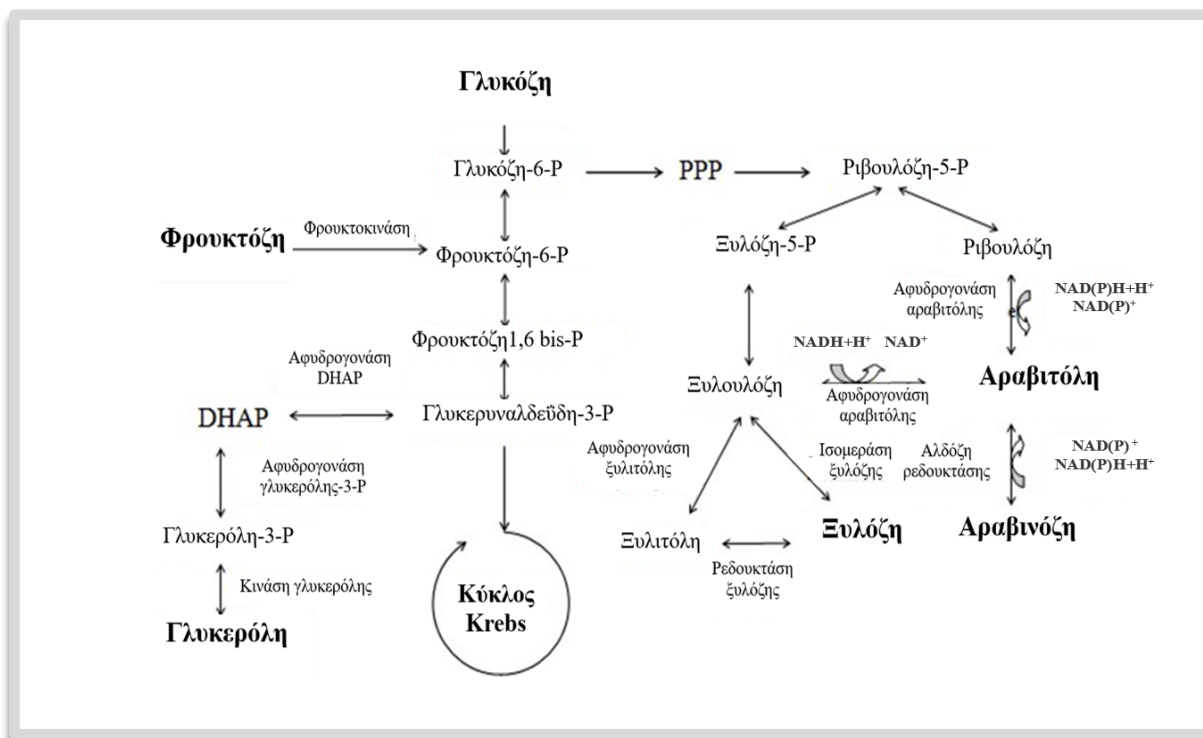 Γλυκόζη
Γλυκόζη-6-P
PPP
Ριβουλόζη-5-P
Φρουκτόζη
Φρουκτοκινάση
Φρουκτόζη-6-P
Ξυλόζη-5-P
Ριβουλόζη
Αφυδρογονάση
αραβιτόλης
NAD(P)H+H⁺
NAD(P)⁺
Φρουκτόζη1,6 bis-P
Αφυδρογονάση
DHAP
NADH+H⁺ NAD⁺
Ξυλουλόζη
Αφυδρογονάση
αραβιτόλης
Αραβιτόλη
DHAP
Γλυκεριναλδεΰδη-3-P
Αφυδρογονάση
γλυκερόλης-3-P
Αφυδρογονάση
ξυλιτόλης
Ισομεράση
ξυλόζης
Αλδόζη
ρεδουκτάσης
NAD(P)⁺
NAD(P)H+H⁺
Γλυκερόλη-3-P
Ξυλιτόλη
Ξυλόζη
Αραβινόζη
Ρεδουκτάση
ξυλόζης
Κινάση γλυκερόλης
Γλυκερόλη
Κύκλος
Krebs